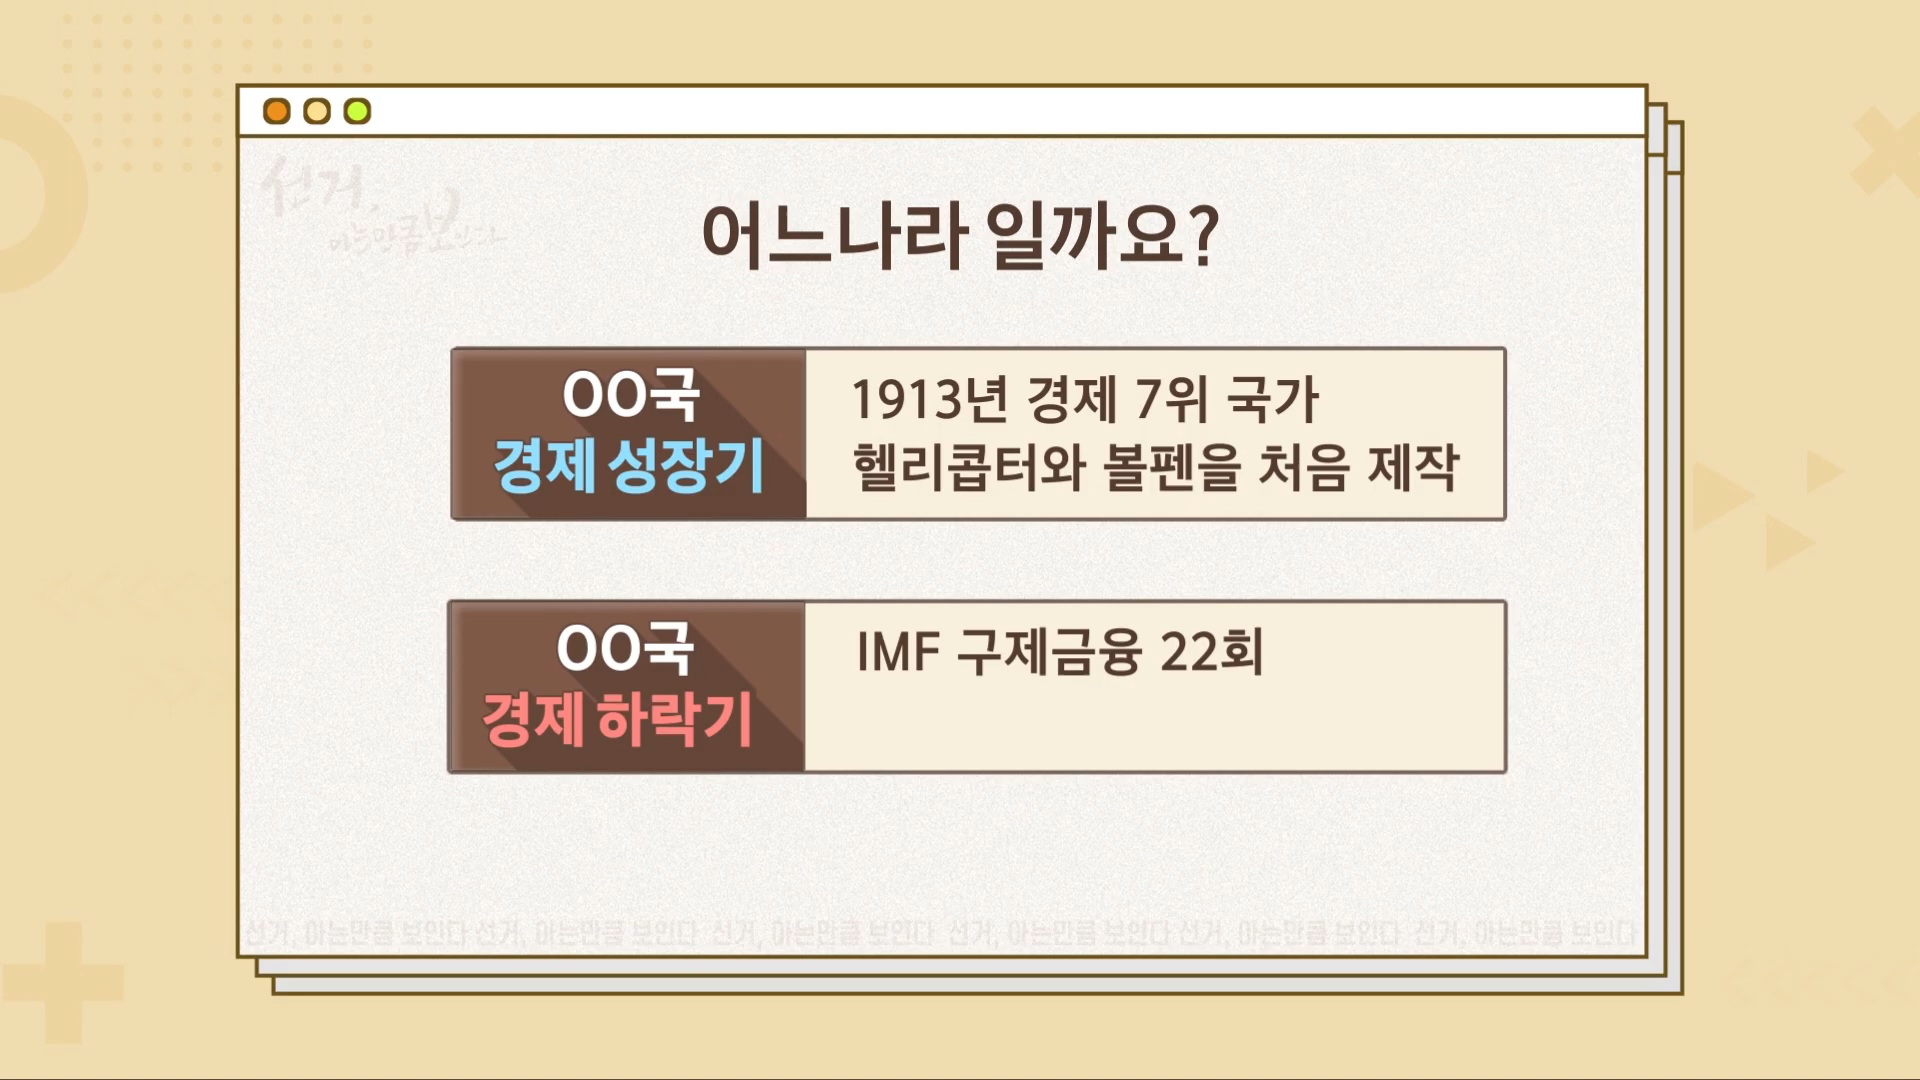 선거,
아는만큼 보인다
어느나라 일까요?
OO국
경제 성장기
1913년 경제 7위 국가
헬리콥터와 볼펜을 처음 제작
OO국
경제 하락기
IMF 구제금융 22회
선거, 아는만큼 보인다 선거, 아는만큼 보인다 선거, 아는만큼 보인다 선거, 아는만큼 보인다 선거, 아는만큼 보인다 선거, 아는만큼 보인다